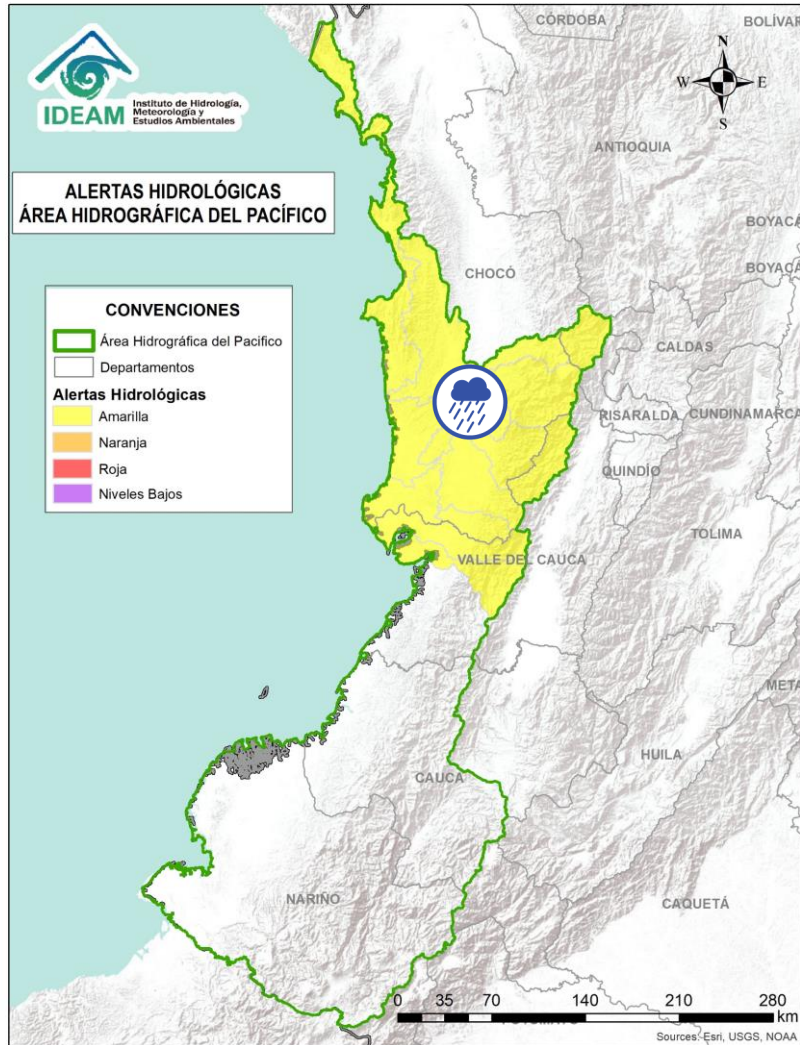 IDEAM
Instituto de Hidrología,
Meteorología y
Estudios Ambientales
ALERTAS HIDROLÓGICAS
ÁREA HIDROGRÁFICA DEL PACÍFICO
CONVENCIONES
Área Hidrográfica del Pacifico
Departamentos
Alertas Hidrológicas
Amarilla
Naranja
Roja
Niveles Bajos
N
W E
S
CÓRDOBA
BOLÍVAR
ANTIOQUIA
BOYACÁ
BOYACÁ
CHOCÓ
CALDAS
RISARALDA
CUNDINAMARCA
QUINDÍO
TOLIMA
VALLE DEL CAUCA
META
HUILA
CAUCA
NARIÑO
CAQUETÁ
0 35 70 140 210 280
km
Sources: Esri, USGS, NOAA